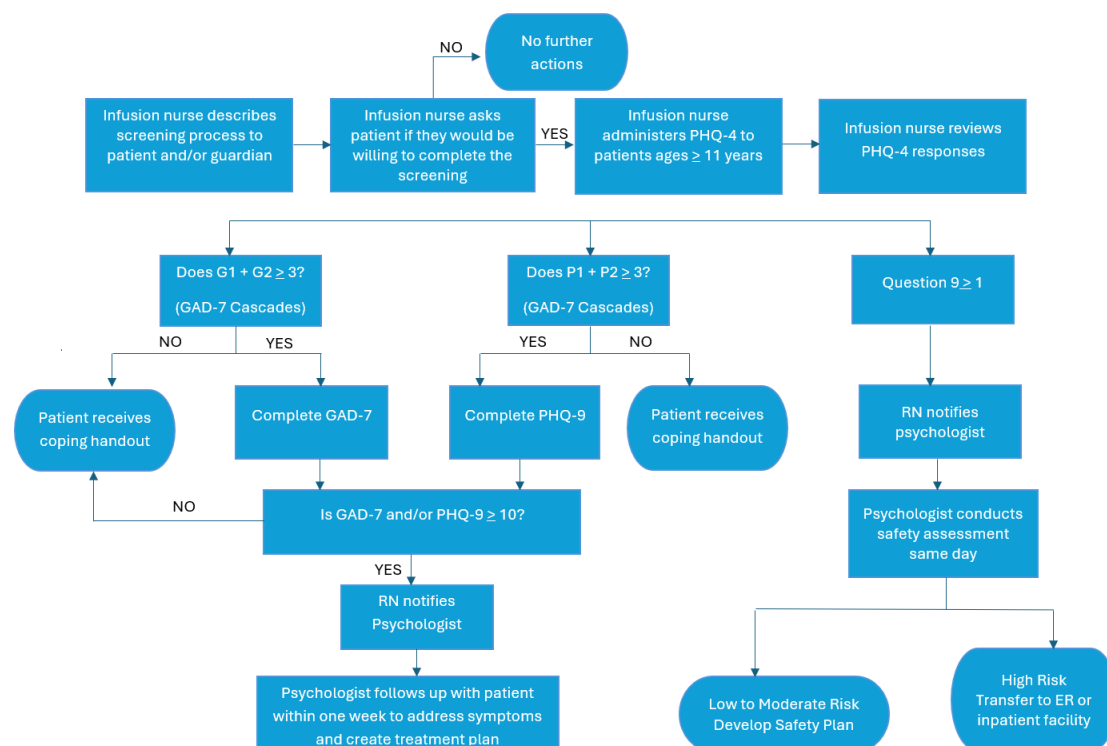 NO
No further
actions
Infusion nurse describes
screening process to
patient and/or guardian
Infusion nurse asks
patient if they would be
willing to complete the
screening
YES
Infusion nurse
administers PHQ-4 to
patients ages ≥ 11 years
Infusion nurse reviews
PHQ-4 responses
Does G1 + G2 ≥ 3?
(GAD-7 Cascades)
Does P1 + P2 ≥ 3?
(GAD-7 Cascades)
Question 9 ≥ 1
NO
YES
YES
NO
Patient receives
coping handout
Complete GAD-7
Complete PHQ-9
Patient receives
coping handout
RN notifies
psychologist
NO
Is GAD-7 and/or PHQ-9 ≥ 10?
Psychologist conducts
safety assessment
same day
YES
RN notifies
Psychologist
Psychologist follows up with patient
within one week to address symptoms
and create treatment plan
Low to Moderate Risk
Develop Safety Plan
High Risk
Transfer to ER or
inpatient facility